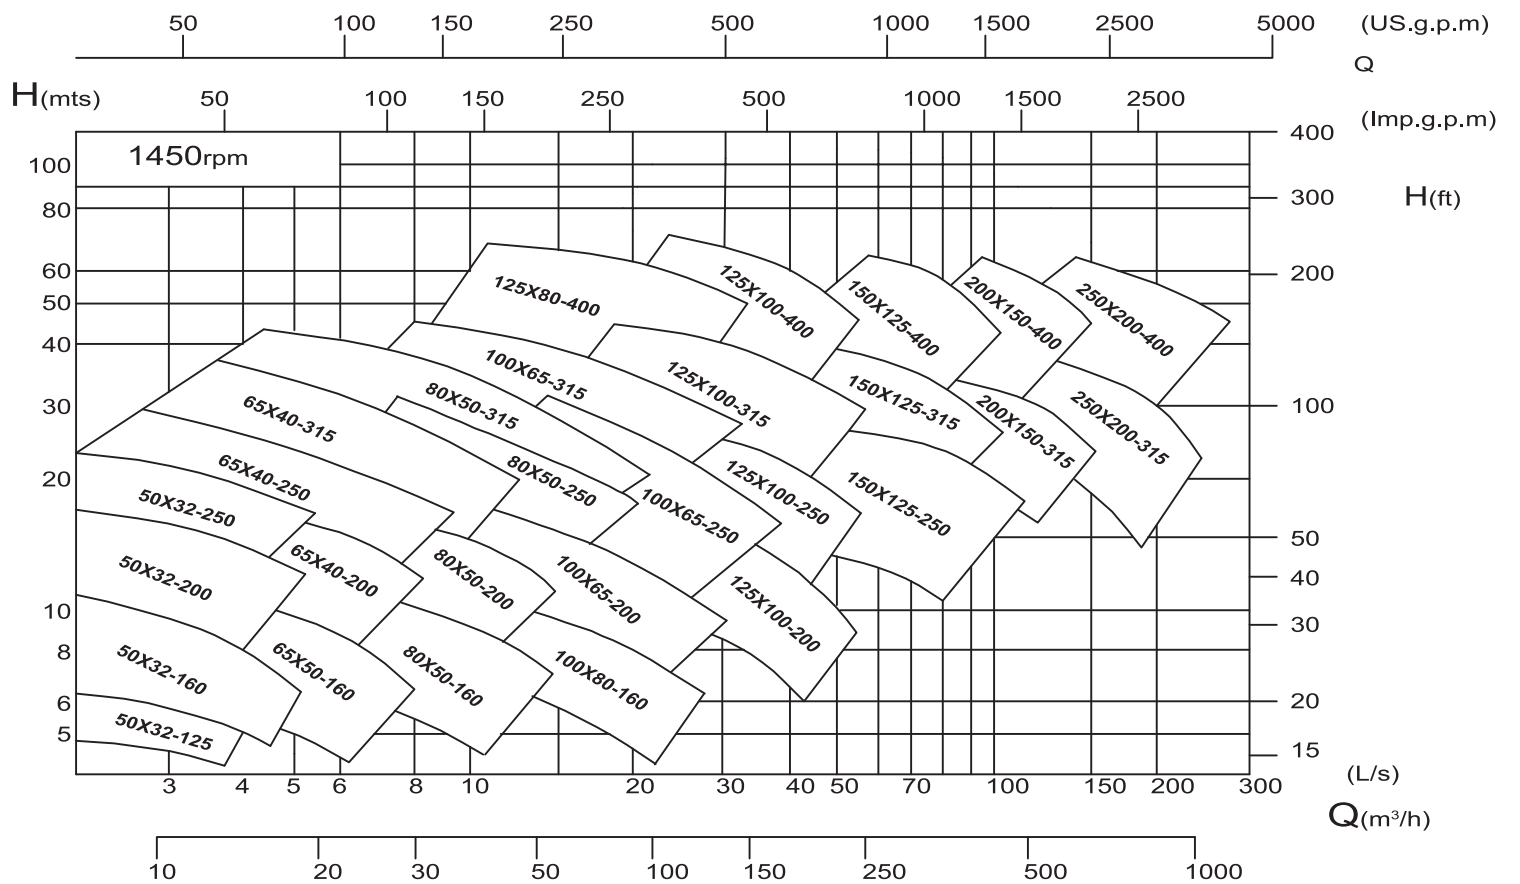 50 100 150 250 500 1000 1500 2500 5000 (US.g.p.m)
Q
H(mts) 50 100 150 250 500 1000 1500 2500
(Imp.g.p.m)
1450rpm
400
100
300
H(ft)
80
60
200
50
40
30
100
20
50
40
10
30
8
6
20
5
15
125X80-400
125X100-400
150X125-400
200X150-400
250X200-400
100X65-315
125X100-315
150X125-315
200X150-315
250X200-315
80X50-315
65X40-315
65X40-250
80X50-250
100X65-250
125X100-250
150X125-250
50X32-250
50X32-200
65X40-200
80X50-200
100X65-200
125X100-200
50X32-160
65X50-160
80X50-160
100X80-160
50X32-125
3 4 5 6 8 10 20 30 40 50 70 100 150 200 300 (L/s)
Q(m³/h)
10 20 30 50 100 150 250 500 1000